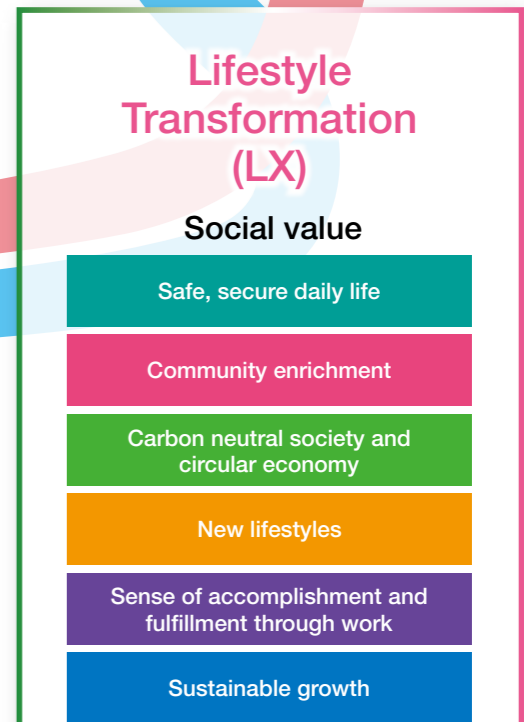 Lifestyle
Transformation
(LX)
Social value
Safe, secure daily life
Community enrichment
Carbon neutral society and
circular economy
New lifestyles
Sense of accomplishment and
fulfillment through work
Sustainable growth